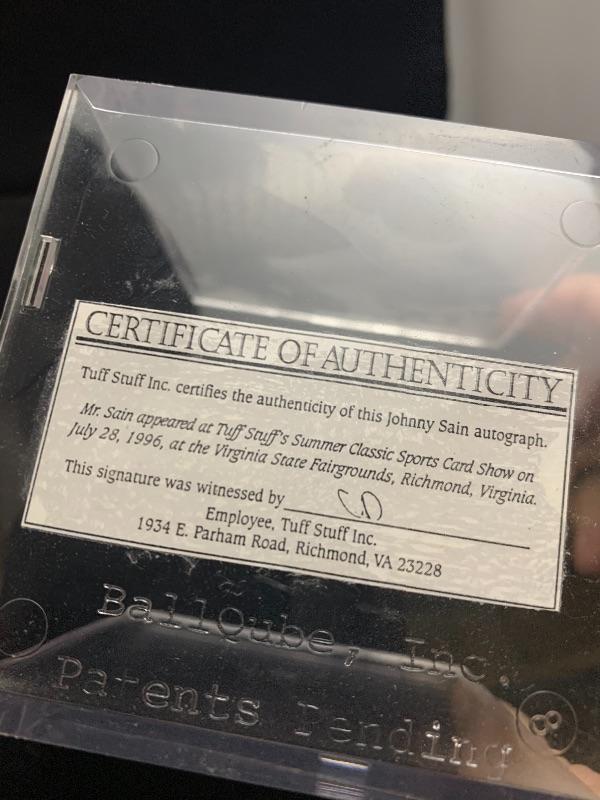 CERTIFICATE OF AUTHENTICITY
Tuff Stuff Inc. certifies the authenticity of this Johnny Sain autograph.
Mr. Sain appeared at Tuff Stuff's Summer Classic Sports Card Show on
July 28, 1996, at the Virginia State Fairgrounds, Richmond, Virginia.
This signature was witnessed by
Employee, Tuff Stuff Inc.
1934 E. Parham Road, Richmond, VA 23228
BallQube, Inc.
Patents Pending
8